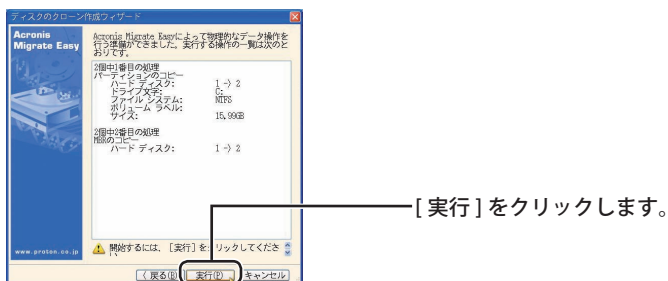 ディスクのクローン作成ウィザード
Acronis
Migrate Easy
Acronis Migrate Easyによって物理的なデータ操作を
行う準備ができました。実行する操作の一覧は次のと
おりです。
2個中1番目の処理
パーティションのコピー
ハード ディスク: 1 -> 2
ドライブ文字: C:
ファイル システム: NTFS
ボリューム ラベル:
サイズ: 15.99GB
2個中2番目の処理
MBRのコピー
ハード ディスク: 1 -> 2
[ 実行 ] をクリックします。
開始するには、[実行]をクリックしてくださ
い
www.proton.co.jp
< 戻る(B) 実行(P) キャンセル